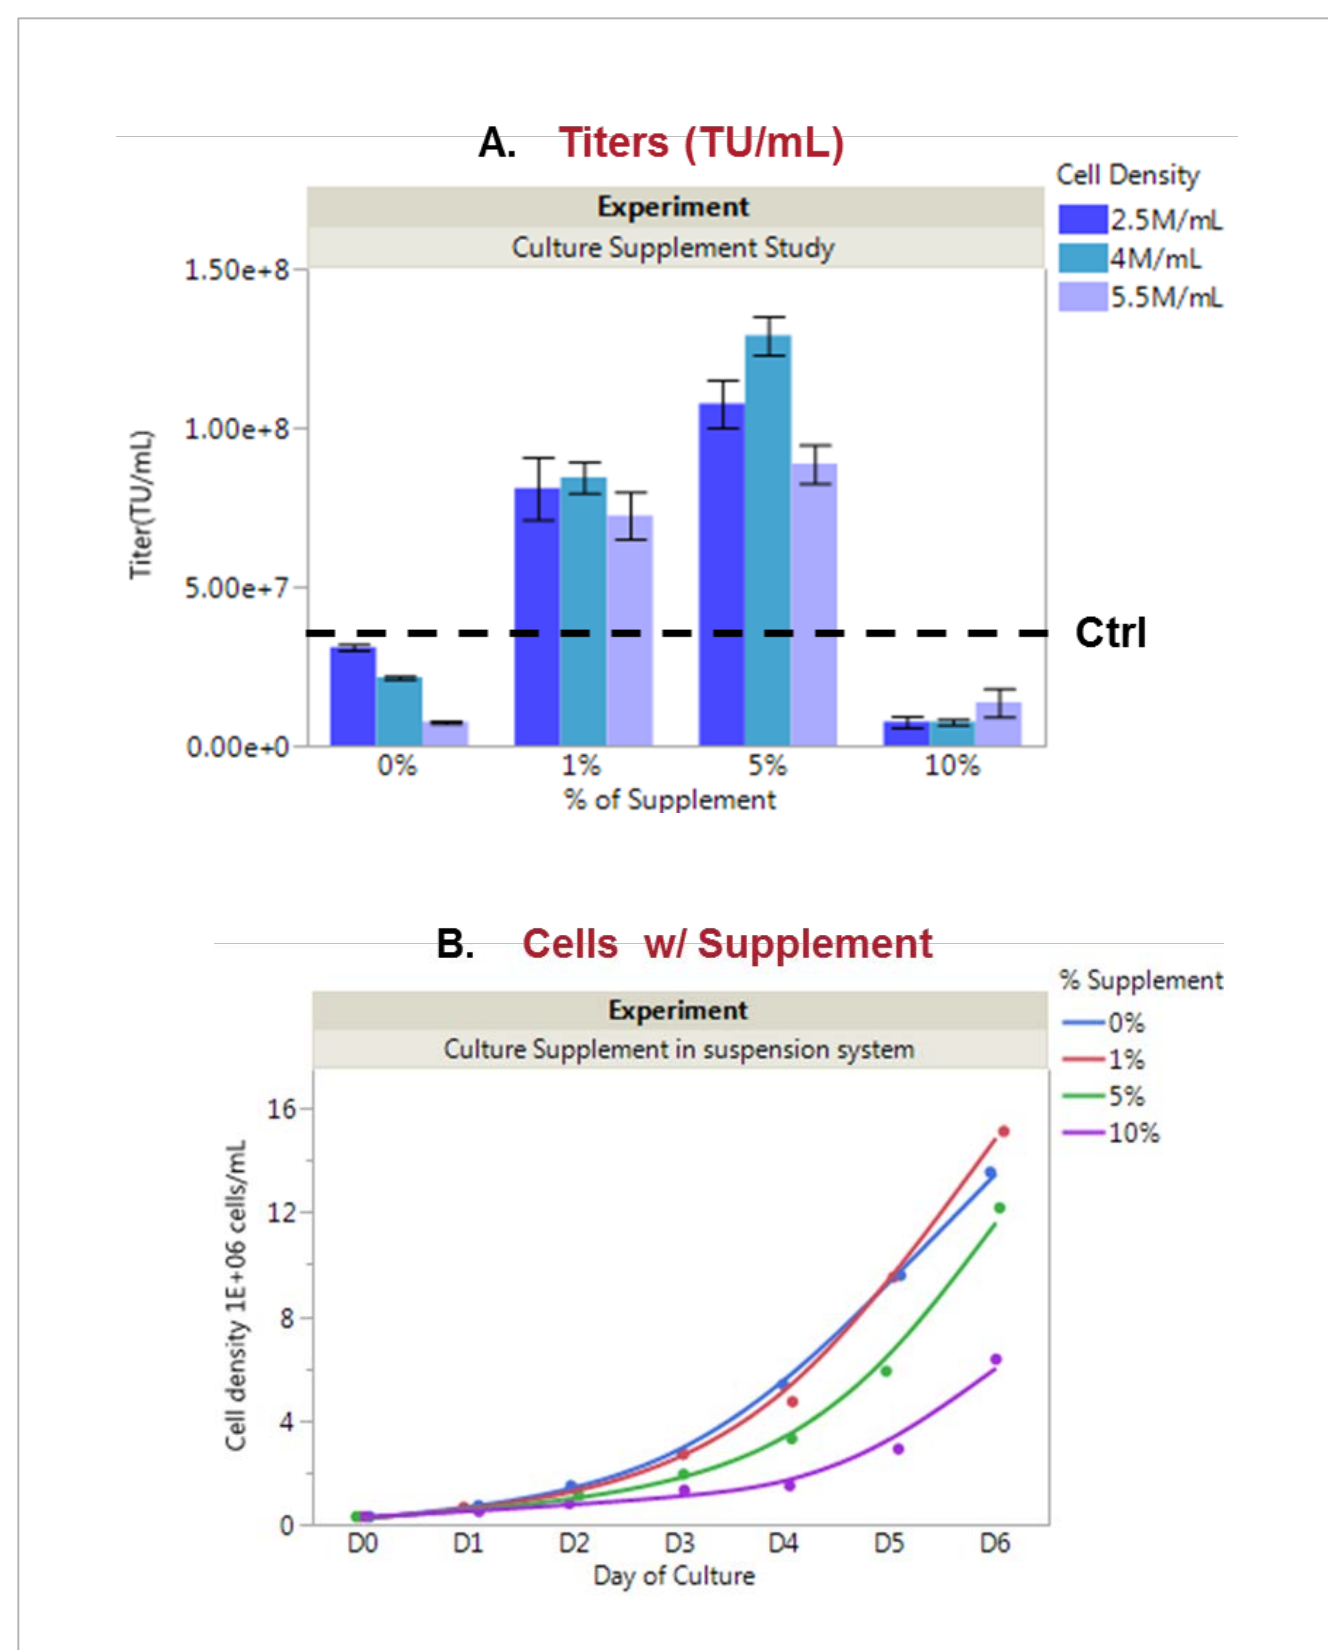 A. Titers (TU/mL)
Experiment
Culture Supplement Study
Cell Density
2.5M/mL
4M/mL
5.5M/mL
Titer(TU/mL)
1.50e+8
1.00e+8
5.00e+7
0.00e+0
Ctrl
0% 1% 5% 10%
% of Supplement
B. Cells w/ Supplement
Experiment
Culture Supplement in suspension system
% Supplement
0%
1%
5%
10%
Cell density 1E+06 cells/mL
16
12
8
4
0
D0 D1 D2 D3 D4 D5 D6
Day of Culture